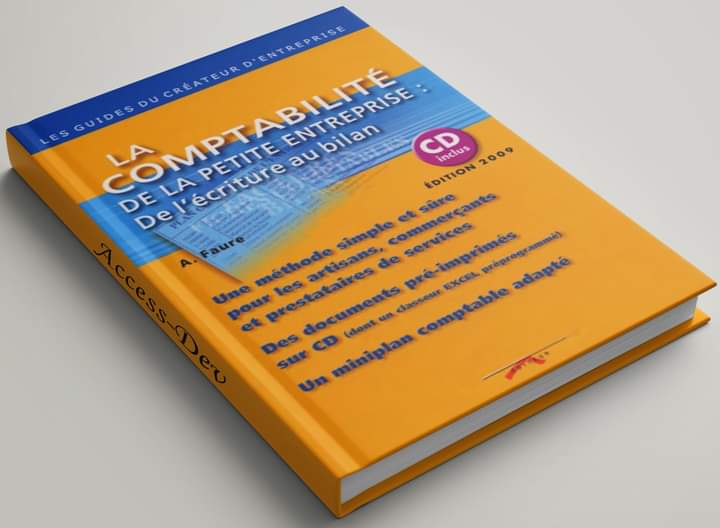 LES GUIDES DU CRÉATEUR D'ENTREPRISE
LA
COMPTABILITÉ
DE LA PETITE ENTREPRISE :
De l'écriture au bilan
CD
inclus
ÉDITION 2009
A. Faure
Une méthode simple et sûre
pour les artisans, commerçants
et prestataires de services
Des documents pré-imprimés
sur CD (dont un classeur EXCEL préprogrammé)
Un miniplan comptable adapté
Access-Dev